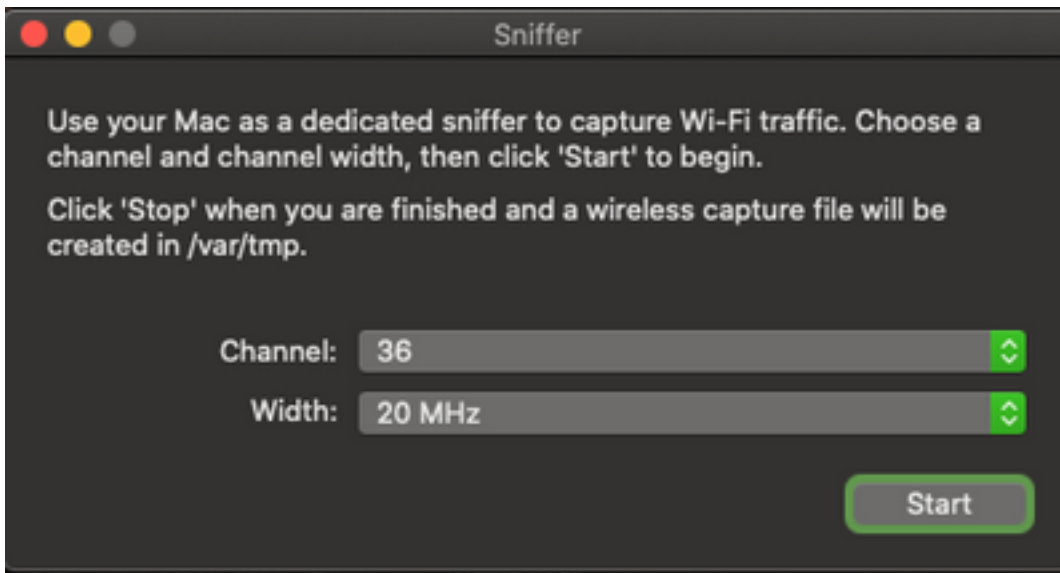 Sniffer
Use your Mac as a dedicated sniffer to capture Wi-Fi traffic. Choose a
channel and channel width, then click 'Start' to begin.
Click 'Stop' when you are finished and a wireless capture file will be
created in /var/tmp.
Channel: 36
Width: 20 MHz
Start